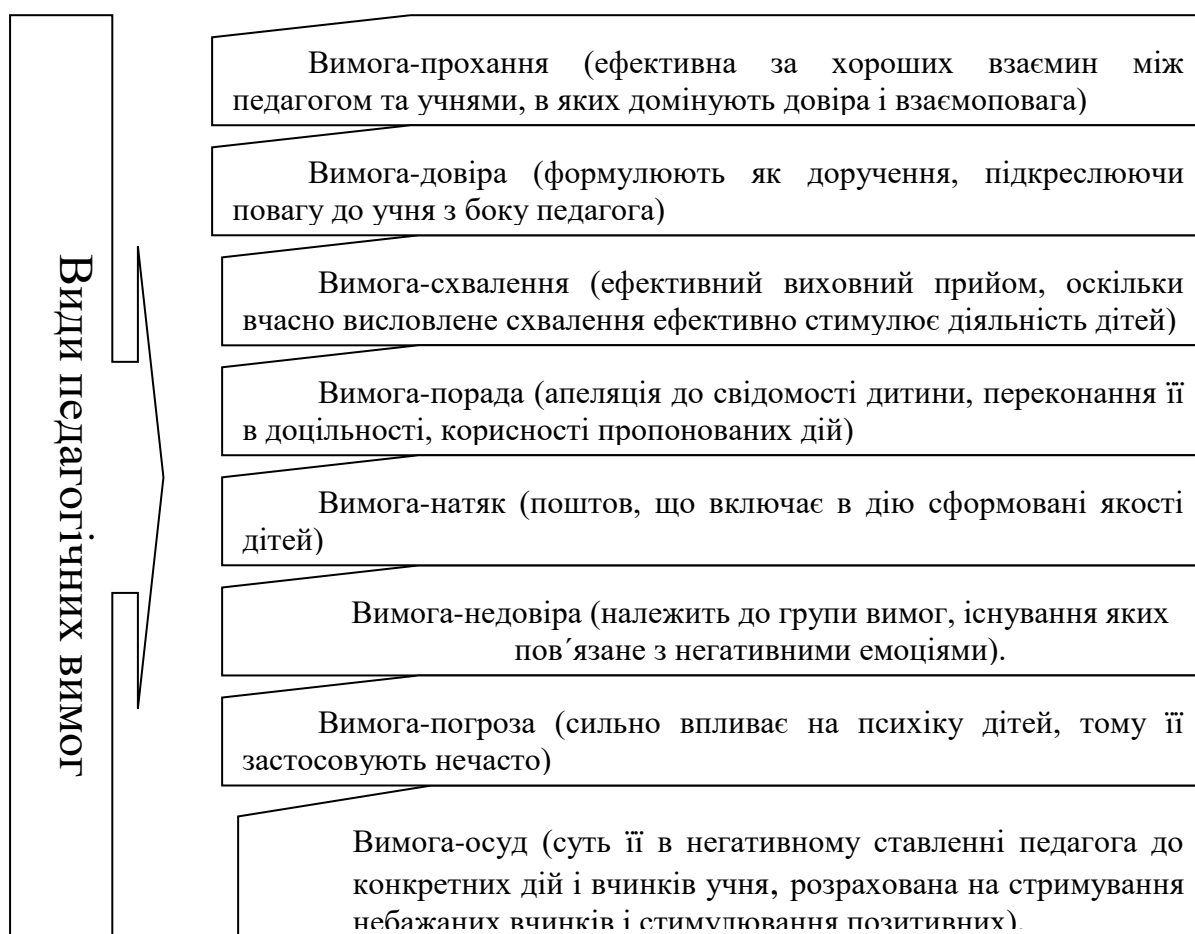 Види педагогічних вимог
Вимога-прохання (ефективна за хороших взаємин між
педагогом та учнями, в яких домінують довіра і взаємоповага)
Вимога-довіра (формулюють як доручення, підкреслюючи
повагу до учня з боку педагога)
Вимога-схвалення (ефективний виховний прийом, оскільки
вчасно висловлене схвалення ефективно стимулює діяльність дітей)
Вимога-порада (апеляція до свідомості дитини, переконання її
в доцільності, корисності пропонованих дій)
Вимога-натяк (поштов, що включає в дію сформовані якості
дітей)
Вимога-недовіра (належить до групи вимог, існування яких
пов´язане з негативними емоціями).
Вимога-погроза (сильно впливає на психіку дітей, тому її
застосовують нечасто)
Вимога-осуд (суть її в негативному ставленні педагога до
конкретних дій і вчинків учня, розрахована на стримування
небажаних вчинків і стимулювання позитивних).